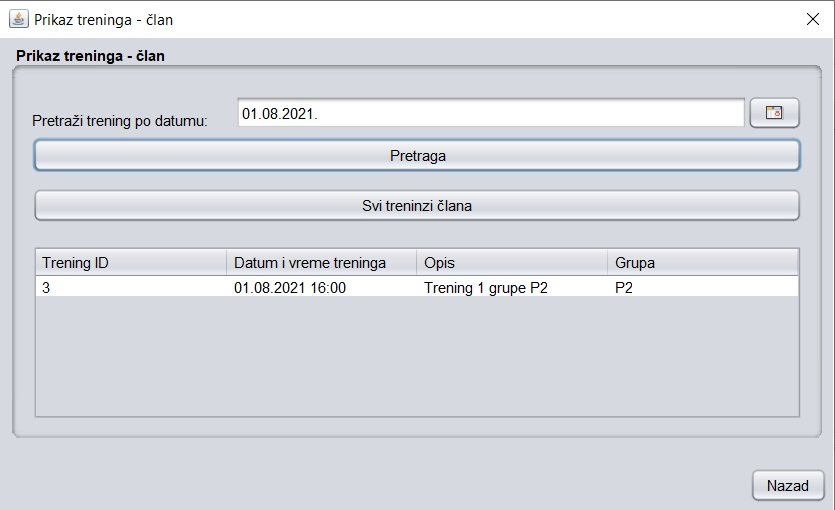 Prikaz treninga - član
Prikaz treninga - član
Pretraži trening po datumu: 01.08.2021.
Pretraga
Svi treninzi člana
Trening ID Datum i vreme treninga Opis Grupa
3 01.08.2021 16:00 Trening 1 grupe P2 P2
Nazad